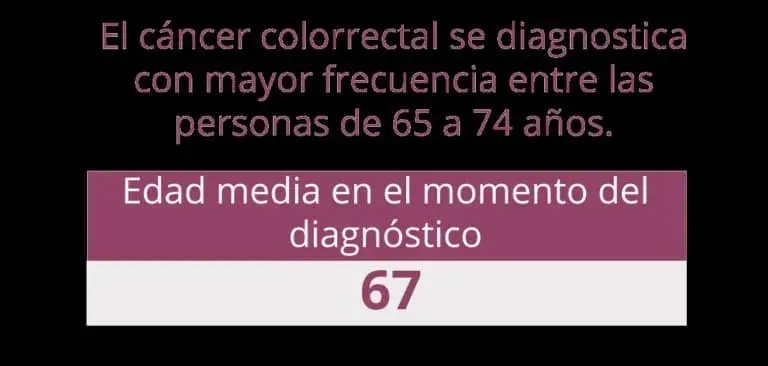 El cáncer colorrectal se diagnostica
con mayor frecuencia entre las
personas de 65 a 74 años.
Edad media en el momento del
diagnóstico
67